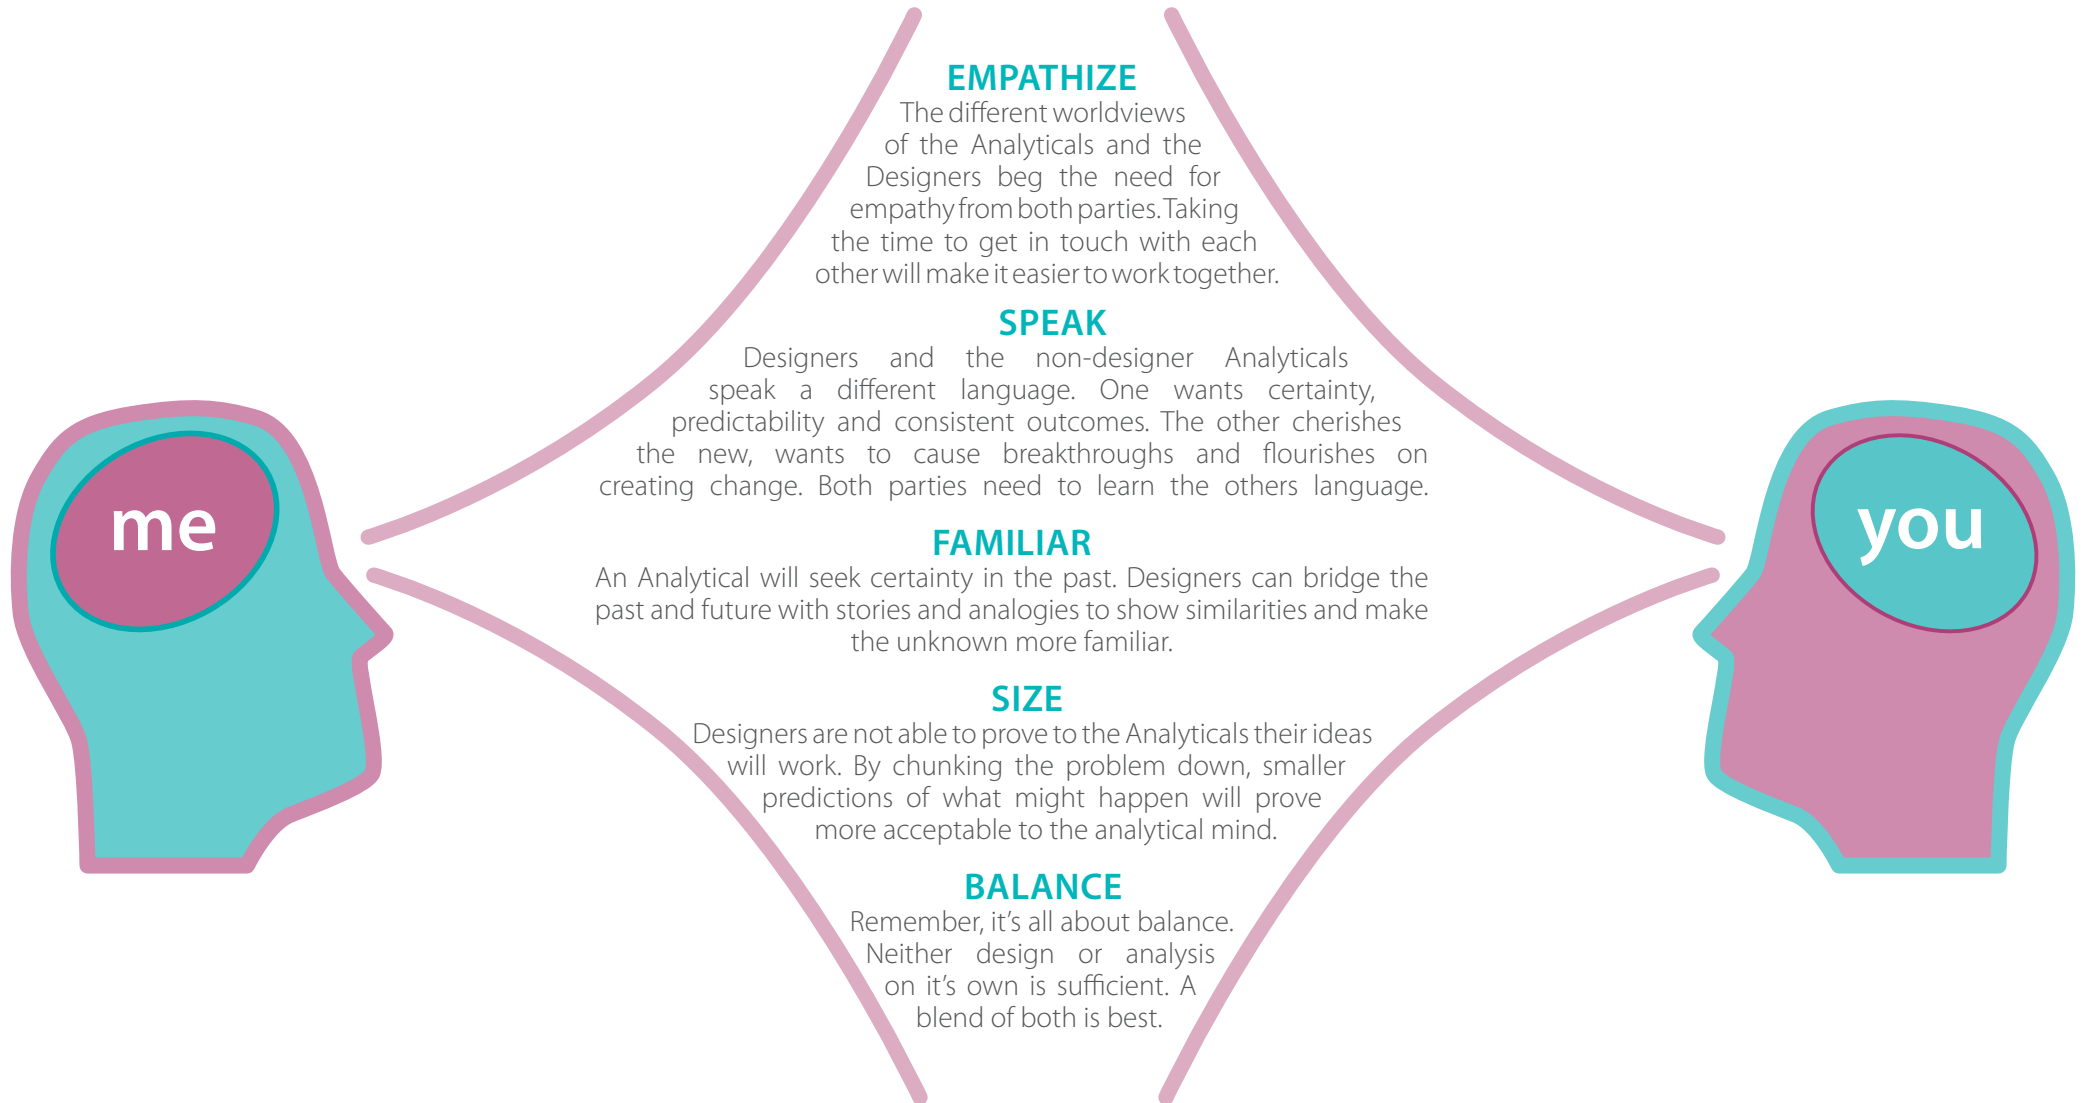 EMPATHIZE
The different worldviews
of the Analyticals and the
Designers beg the need for
empathy from both parties. Taking
the time to get in touch with each
other will make it easier to work together.
SPEAK
Designers and the non-designer Analyticals
speak a different language. One wants certainty,
predictability and consistent outcomes. The other cherishes
the new, wants to cause breakthroughs and flourishes on
creating change. Both parties need to learn the others language.
me
you
FAMILIAR
An Analytical will seek certainty in the past. Designers can bridge the
past and future with stories and analogies to show similarities and make
the unknown more familiar.
SIZE
Designers are not able to prove to the Analyticals their ideas
will work. By chunking the problem down, smaller
predictions of what might happen will prove
more acceptable to the analytical mind.
BALANCE
Remember, it's all about balance.
Neither design or analysis
on it's own is sufficient. A
blend of both is best.